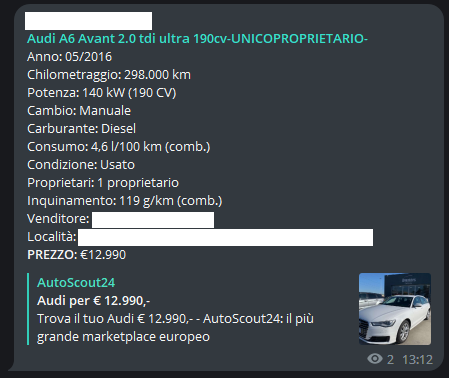 Audi A6 Avant 2.0 tdi ultra 190cv-UNICOPROPRIETARIO-
Anno: 05/2016
Chilometraggio: 298.000 km
Potenza: 140 kW (190 CV)
Cambio: Manuale
Carburante: Diesel
Consumo: 4,6 l/100 km (comb.)
Condizione: Usato
Proprietari: 1 proprietario
Inquinamento: 119 g/km (comb.)
Venditore:
Località:
PREZZO: €12.990
AutoScout24
Audi per € 12.990,-
Trova il tuo Audi € 12.990,- - AutoScout24: il più
grande marketplace europeo
2 13:12